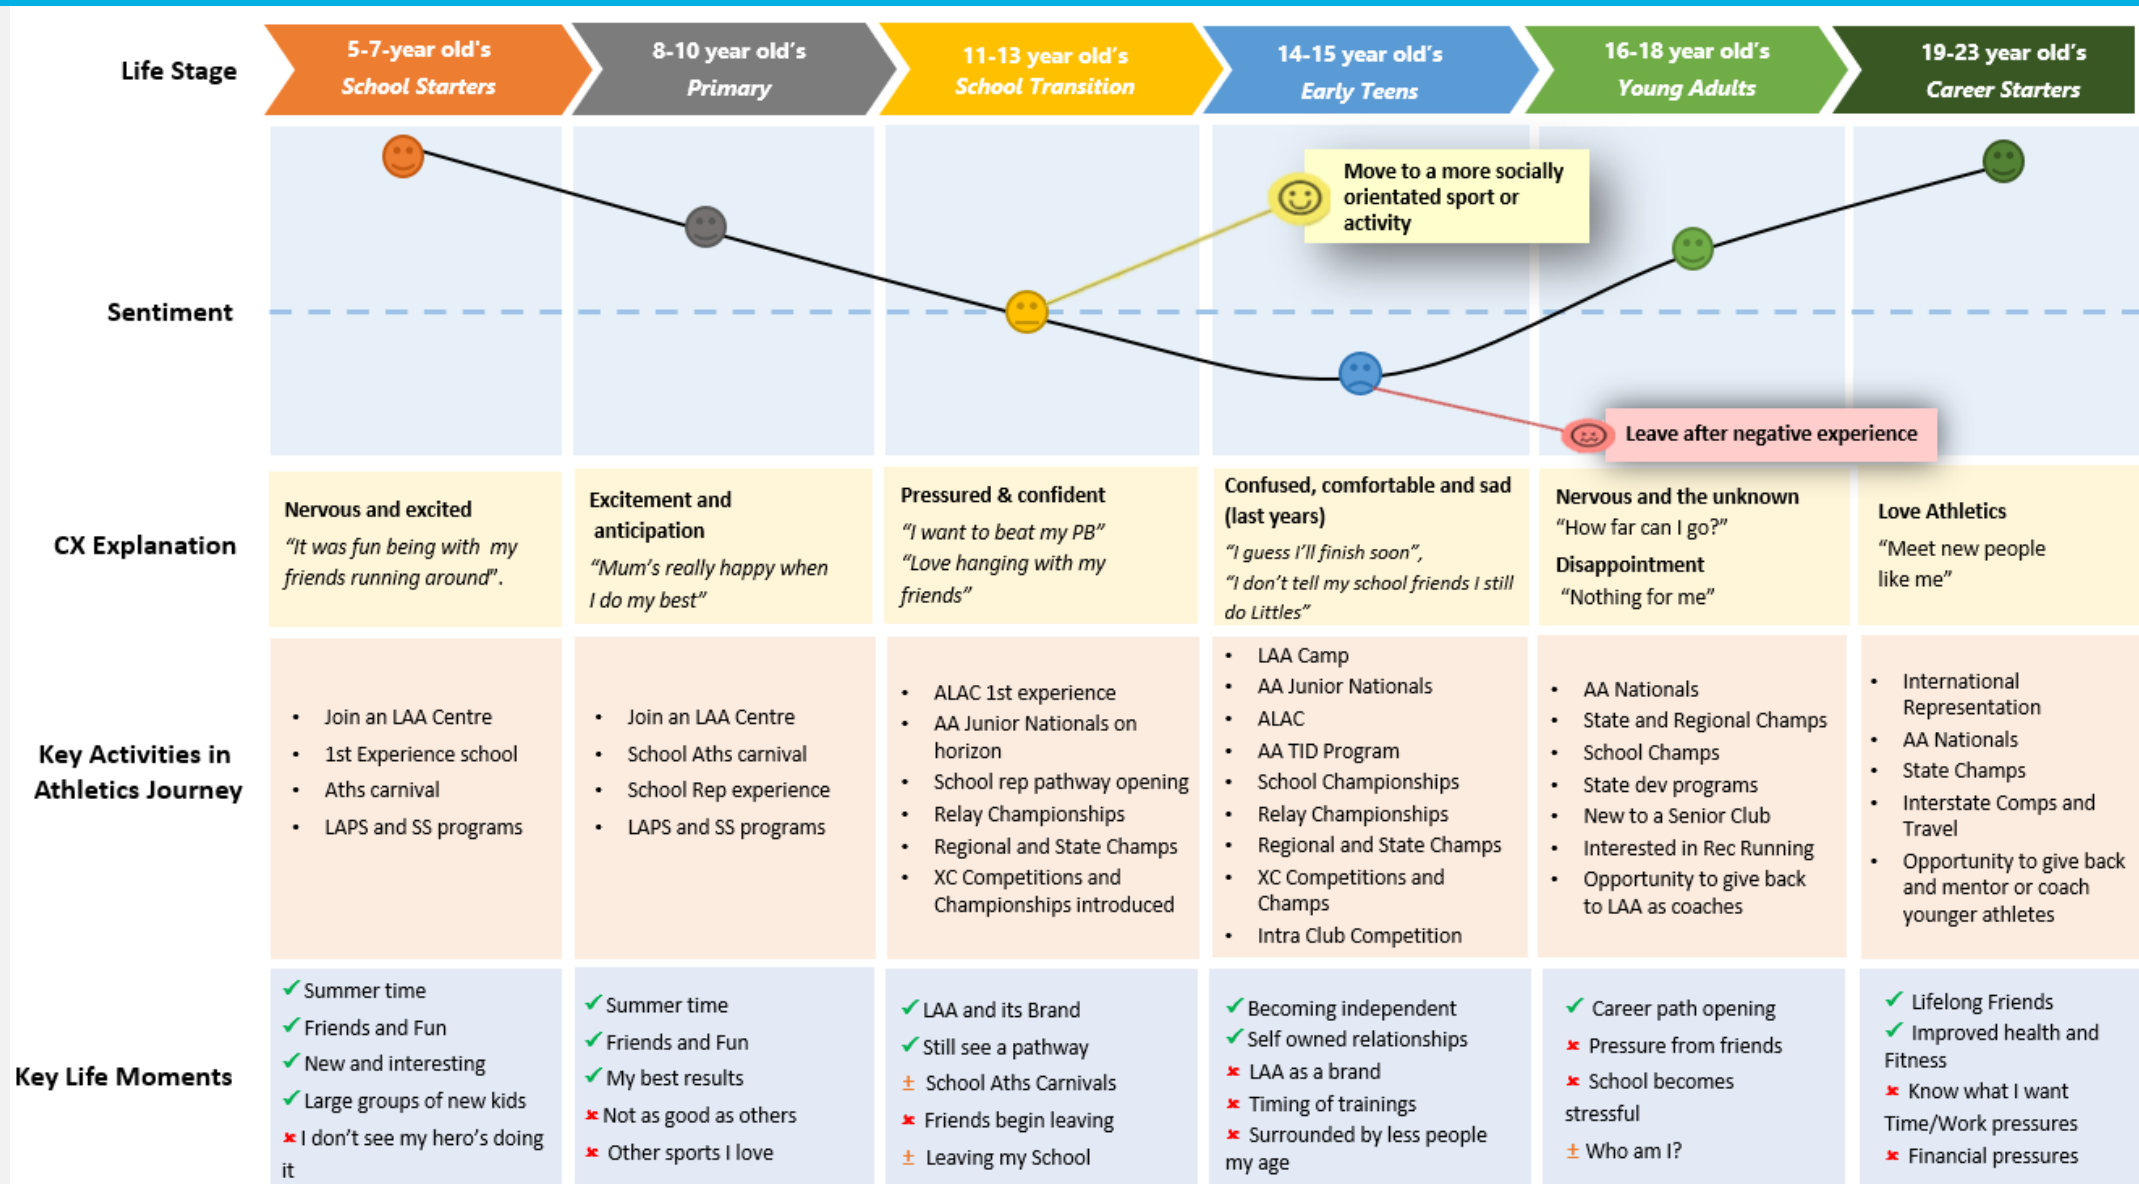 Life Stage
5-7-year old's
School Starters
8-10 year old’s
Primary
11-13 year old’s
School Transition
14-15 year old’s
Early Teens
16-18 year old’s
Young Adults
19-23 year old’s
Career Starters
Sentiment
Move to a more socially
orientated sport or
activity
Leave after negative experience
CX Explanation
Nervous and excited
“It was fun being with my
friends running around”.
Excitement and
anticipation
“Mum’s really happy when
I do my best”
Pressured & confident
“I want to beat my PB”
“Love hanging with my
friends”
Confused, comfortable and sad
(last years)
“I guess I’ll finish soon”,
“I don’t tell my school friends I still
do Littles”
Nervous and the unknown
“How far can I go?”
Disappointment
“Nothing for me”
Love Athletics
“Meet new people
like me”
Key Activities in
Athletics Journey
• Join an LAA Centre
• 1st Experience school
• Aths carnival
• LAPS and SS programs
• Join an LAA Centre
• School Aths carnival
• School Rep experience
• LAPS and SS programs
• ALAC 1st experience
• AA Junior Nationals on
horizon
• School rep pathway opening
• Relay Championships
• Regional and State Champs
• XC Competitions and
Championships introduced
• LAA Camp
• AA Junior Nationals
• ALAC
• AA TID Program
• School Championships
• Relay Championships
• Regional and State Champs
• XC Competitions and
Champs
• Intra Club Competition
• AA Nationals
• State and Regional Champs
• School Champs
• State dev programs
• New to a Senior Club
• Interested in Rec Running
• Opportunity to give back
to LAA as coaches
• International
Representation
• AA Nationals
• State Champs
• Interstate Comps and
Travel
• Opportunity to give back
and mentor or coach
younger athletes
Key Life Moments
✓ Summer time
✓ Friends and Fun
✓ New and interesting
✓ Large groups of new kids
× I don’t see my hero’s doing
it
✓ Summer time
✓ Friends and Fun
✓ My best results
× Not as good as others
× Other sports I love
✓ LAA and its Brand
✓ Still see a pathway
± School Aths Carnivals
× Friends begin leaving
± Leaving my School
✓ Becoming independent
✓ Self owned relationships
× LAA as a brand
× Timing of trainings
× Surrounded by less people
my age
✓ Career path opening
× Pressure from friends
× School becomes
stressful
± Who am I?
✓ Lifelong Friends
✓ Improved health and
Fitness
× Know what I want
Time/Work pressures
× Financial pressures